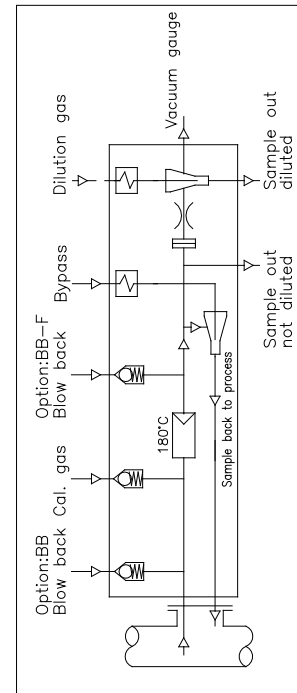 Option:BB
Blow back
Cal. gas
Option:BB-F
Blow back
Bypass
Dilution gas
Vacuum gauge
180°C
Sample back to process
Sample out
not diluted
Sample out
diluted